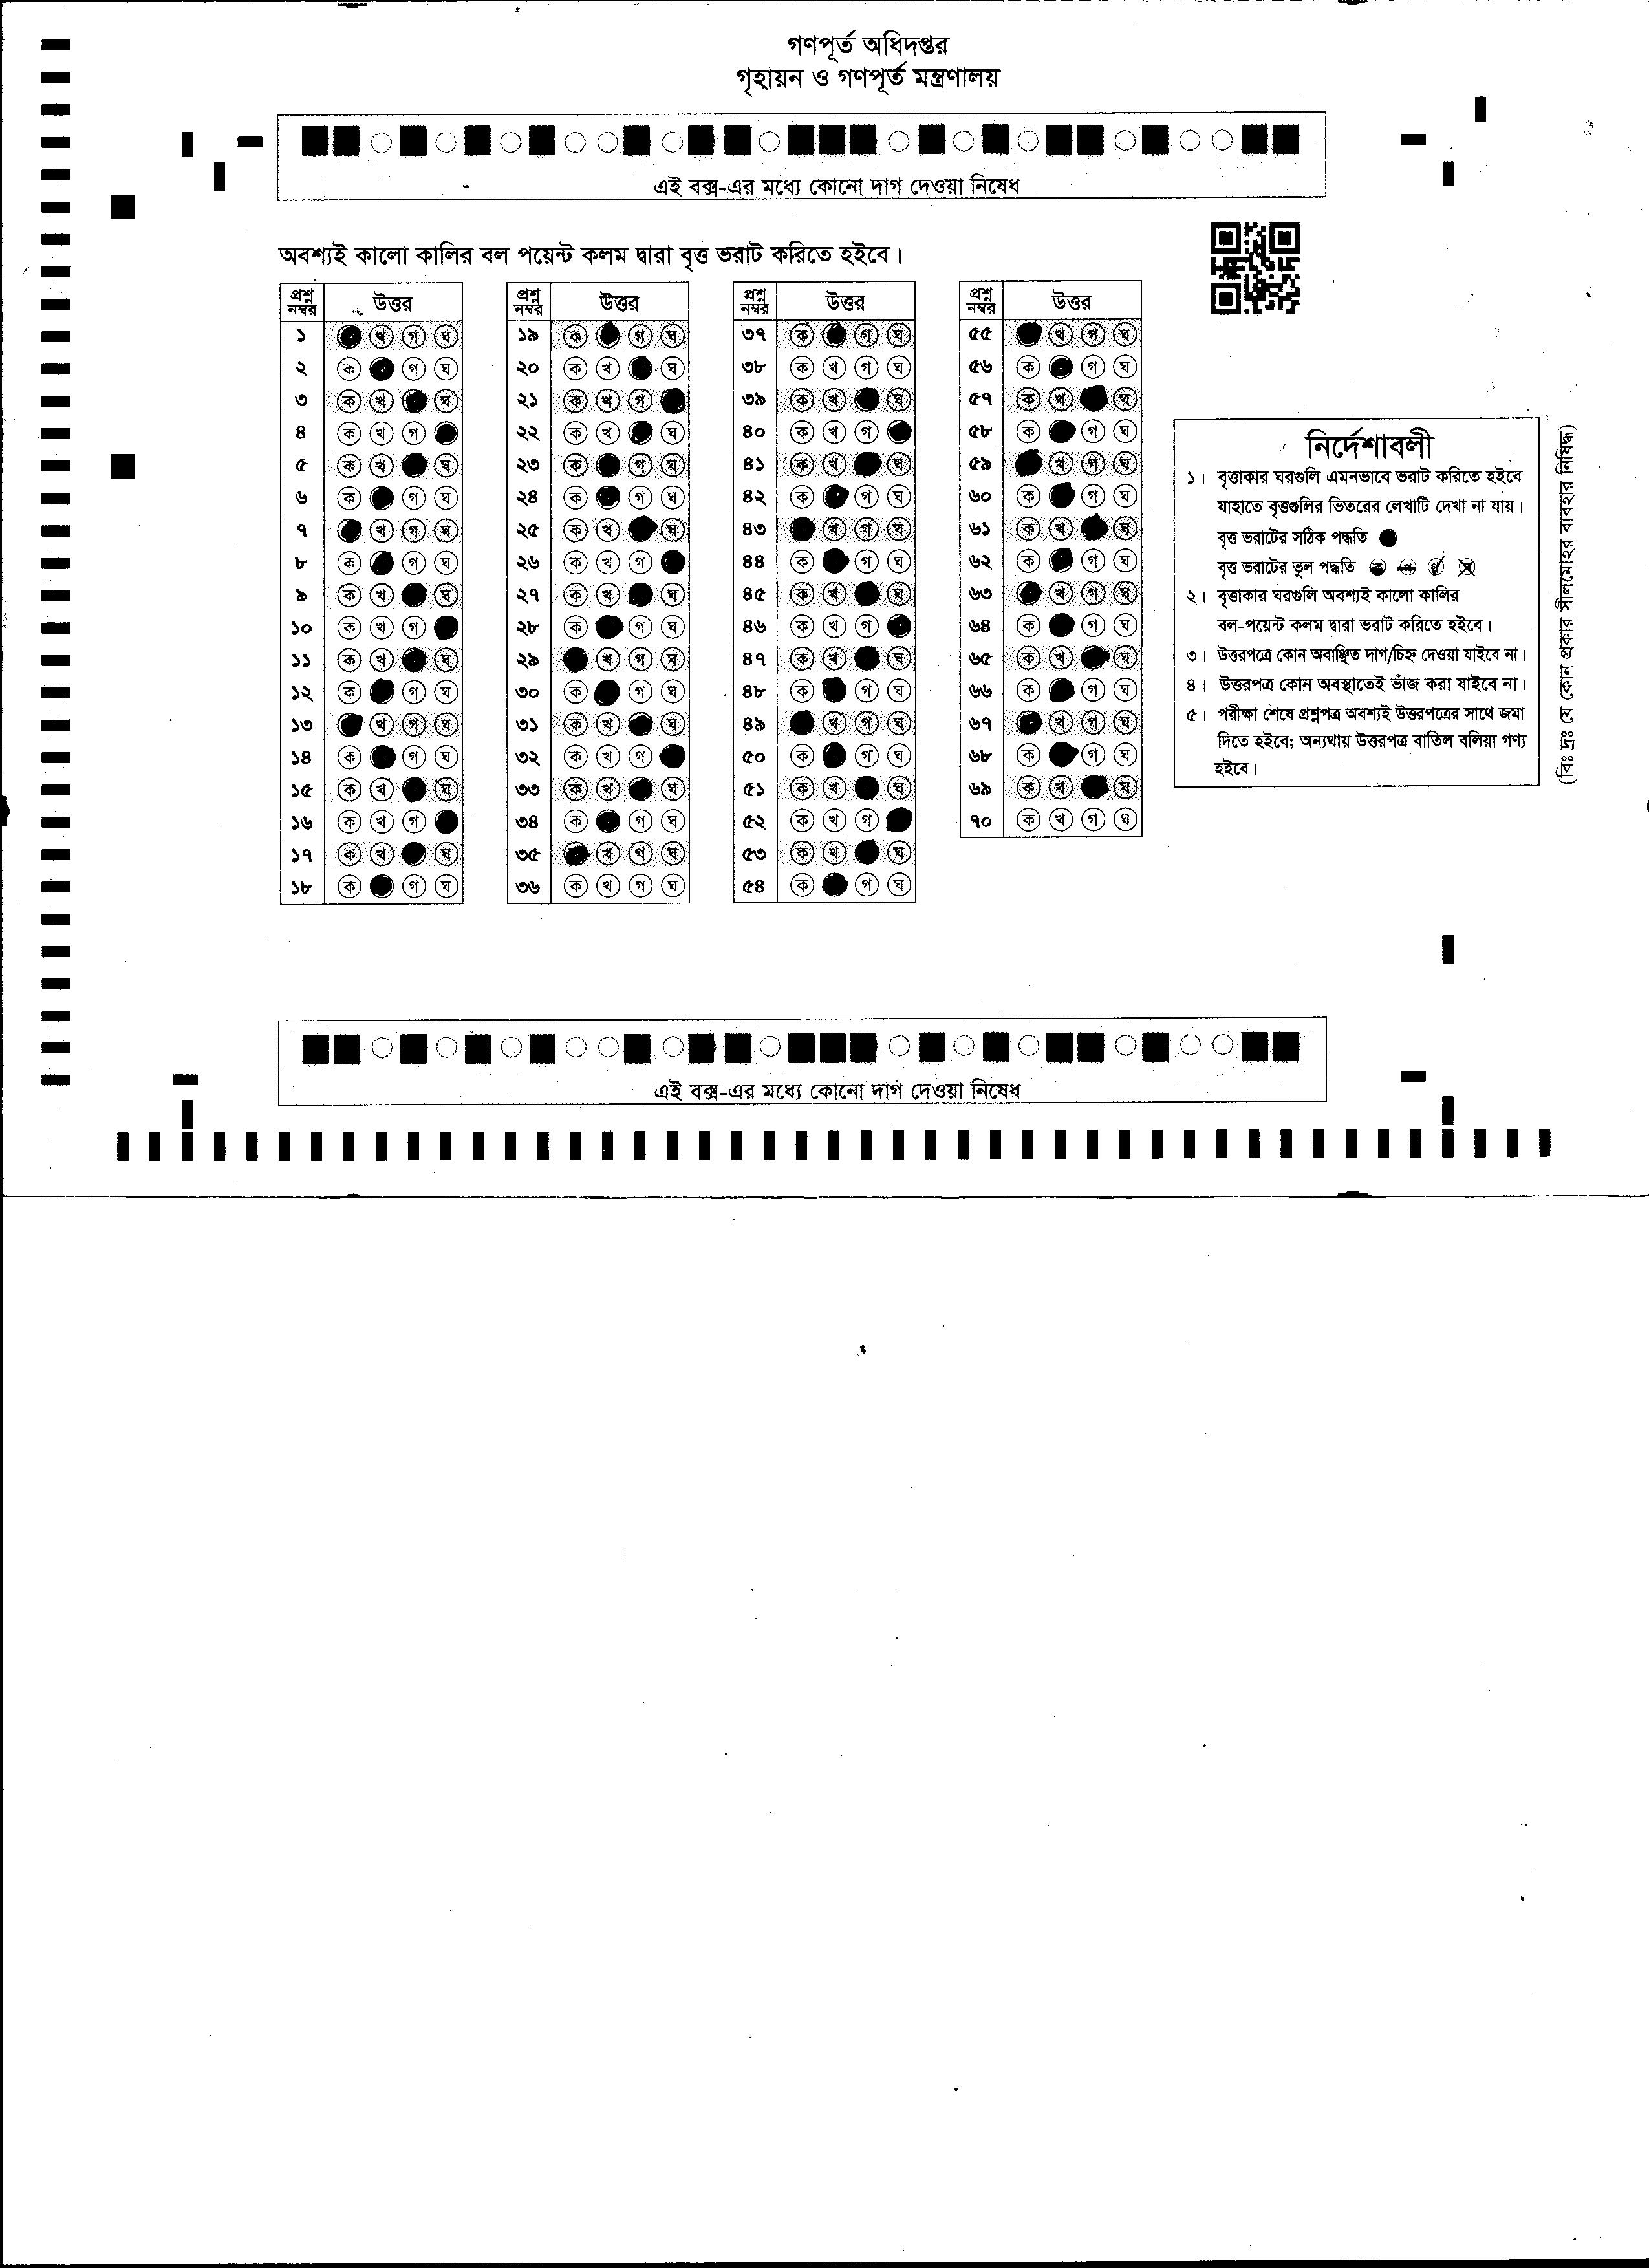 গণপূর্ত অধিদপ্তর
গৃহায়ন ও গণপূর্ত মন্ত্রণালয়
এই বক্স-এর মধ্যে কোনো দাগ দেওয়া নিষেধ
অবশ্যই কালো কালির বল পয়েন্ট কলম দ্বারা বৃত্ত ভরাট করিতে হইবে।
প্রশ্ন নম্বর উত্তর
১ খ গ ঘ
২ ক গ ঘ
৩ ক খ ঘ
৪ ক খ গ
৫ ক খ ঘ
৬ ক গ ঘ
৭ খ গ ঘ
৮ ক গ ঘ
৯ ক খ ঘ
১০ ক খ গ
১১ ক খ ঘ
১২ ক গ ঘ
১৩ খ গ ঘ
১৪ ক গ ঘ
১৫ ক খ ঘ
১৬ ক খ গ
১৭ ক খ ঘ
১৮ ক গ ঘ
প্রশ্ন নম্বর উত্তর
১৯ ক গ ঘ
২০ ক খ ঘ
২১ ক খ গ
২২ ক খ ঘ
২৩ ক গ ঘ
২৪ ক গ ঘ
২৫ ক খ ঘ
২৬ ক খ গ
২৭ ক খ ঘ
২৮ ক গ ঘ
২৯ খ গ ঘ
৩০ ক গ ঘ
৩১ ক খ ঘ
৩২ ক খ গ
৩৩ ক খ ঘ
৩৪ ক গ ঘ
৩৫ খ গ ঘ
৩৬ ক খ গ ঘ
প্রশ্ন নম্বর উত্তর
৩৭ ক গ ঘ
৩৮ ক খ গ ঘ
৩৯ ক খ ঘ
৪০ ক খ গ
৪১ ক খ ঘ
৪২ ক গ ঘ
৪৩ খ গ ঘ
৪৪ ক গ ঘ
৪৫ ক খ ঘ
৪৬ ক খ গ
৪৭ ক খ ঘ
৪৮ ক গ ঘ
৪৯ খ গ ঘ
৫০ ক গ ঘ
৫১ ক খ ঘ
৫২ ক খ গ
৫৩ ক খ ঘ
৫৪ ক গ ঘ
প্রশ্ন নম্বর উত্তর
৫৫ খ গ ঘ
৫৬ ক গ ঘ
৫৭ ক খ ঘ
৫৮ ক গ ঘ
৫৯ খ গ ঘ
৬০ ক গ ঘ
৬১ ক খ ঘ
৬২ ক গ ঘ
৬৩ খ গ ঘ
৬৪ ক গ ঘ
৬৫ ক খ ঘ
৬৬ ক গ ঘ
৬৭ খ গ ঘ
৬৮ ক গ ঘ
৬৯ ক খ ঘ
৭০ ক খ গ ঘ
নির্দেশাবলী
১। বৃত্তাকার ঘরগুলি এমনভাবে ভরাট করিতে হইবে
যাহাতে বৃত্তগুলির ভিতরের লেখাটি দেখা না যায়।
বৃত্ত ভরাটের সঠিক পদ্ধতি
বৃত্ত ভরাটের ভুল পদ্ধতি
২। বৃত্তাকার ঘরগুলি অবশ্যই কালো কালির
বল-পয়েন্ট কলম দ্বারা ভরাট করিতে হইবে।
৩। উত্তরপত্রে কোন অবাঞ্ছিত দাগ/চিহ্ন দেওয়া যাইবে না।
৪। উত্তরপত্র কোন অবস্থাতেই ভাঁজ করা যাইবে না।
৫। পরীক্ষা শেষে প্রশ্নপত্র অবশ্যই উত্তরপত্রের সাথে জমা
দিতে হইবে; অন্যথায় উত্তরপত্র বাতিল বলিয়া গণ্য
হইবে।
(বিঃ দ্রঃ যে কোন প্রকার সীলমোহর ব্যবহার নিষিদ্ধ)
এই বক্স-এর মধ্যে কোনো দাগ দেওয়া নিষেধ